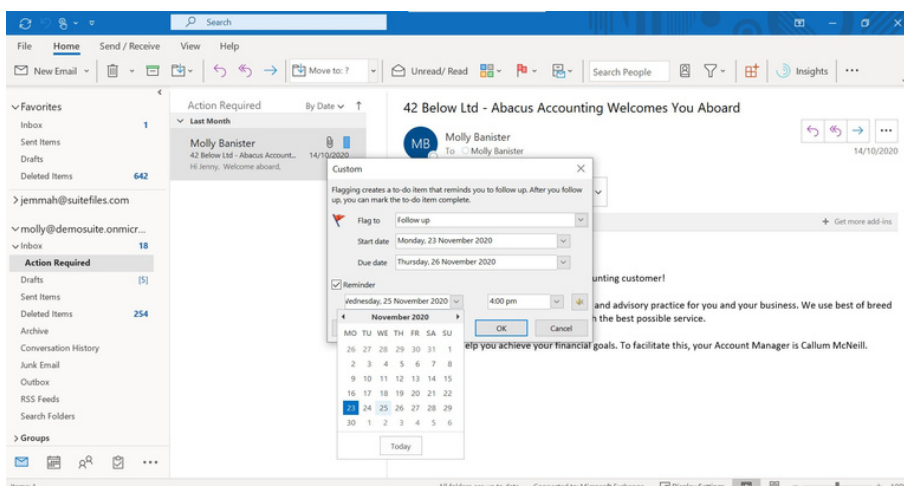 Search
File Home Send / Receive View Help
New Email Move to: ? Unread/ Read Search People Insights
Favorites
Inbox 1
Sent Items
Drafts
Deleted Items 642
jemmah@suitefiles.com
molly@demosuite.onmicr...
Inbox 18
Action Required
Drafts [5]
Sent Items
Deleted Items 254
Archive
Conversation History
Junk Email
Outbox
RSS Feeds
Search Folders
Groups
Action Required By Date
Last Month
Molly Banister
42 Below Ltd - Abacus Account... 14/10/2020
Hi Jenny, Welcome aboard,
42 Below Ltd - Abacus Accounting Welcomes You Aboard
MB
Molly Banister
To Molly Banister
14/10/2020
+ Get more add-ins
Custom
Flagging creates a to-do item that reminds you to follow up. After you follow
up, you can mark the to-do item complete.
Flag to Follow up
Start date Monday, 23 November 2020
Due date Thursday, 26 November 2020
Reminder
Wednesday, 25 November 2020 4:00 pm
November 2020
MO TU WE TH FR SA SU
26 27 28 29 30 31 1
2 3 4 5 6 7 8
9 10 11 12 13 14 15
16 17 18 19 20 21 22
23 24 25 26 27 28 29
30 1 2 3 4 5 6
Today
OK Cancel
unting customer!
and advisory practice for you and your business. We use best of breed
the best possible service.
elp you achieve your financial goals. To facilitate this, your Account Manager is Callum McNeill.